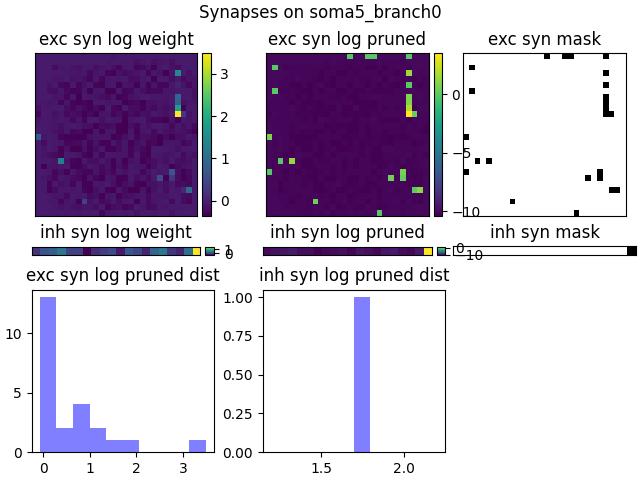 Synapses on soma5_branch0
exc syn log weight
exc syn log pruned
exc syn mask
3
2
1
0
0
−5
−10
inh syn log weight
inh syn log pruned
inh syn mask
1
0
0
−10
exc syn log pruned dist
inh syn log pruned dist
10
5
0
0
1
2
3
1.00
0.75
0.50
0.25
0.00
1.5
2.0